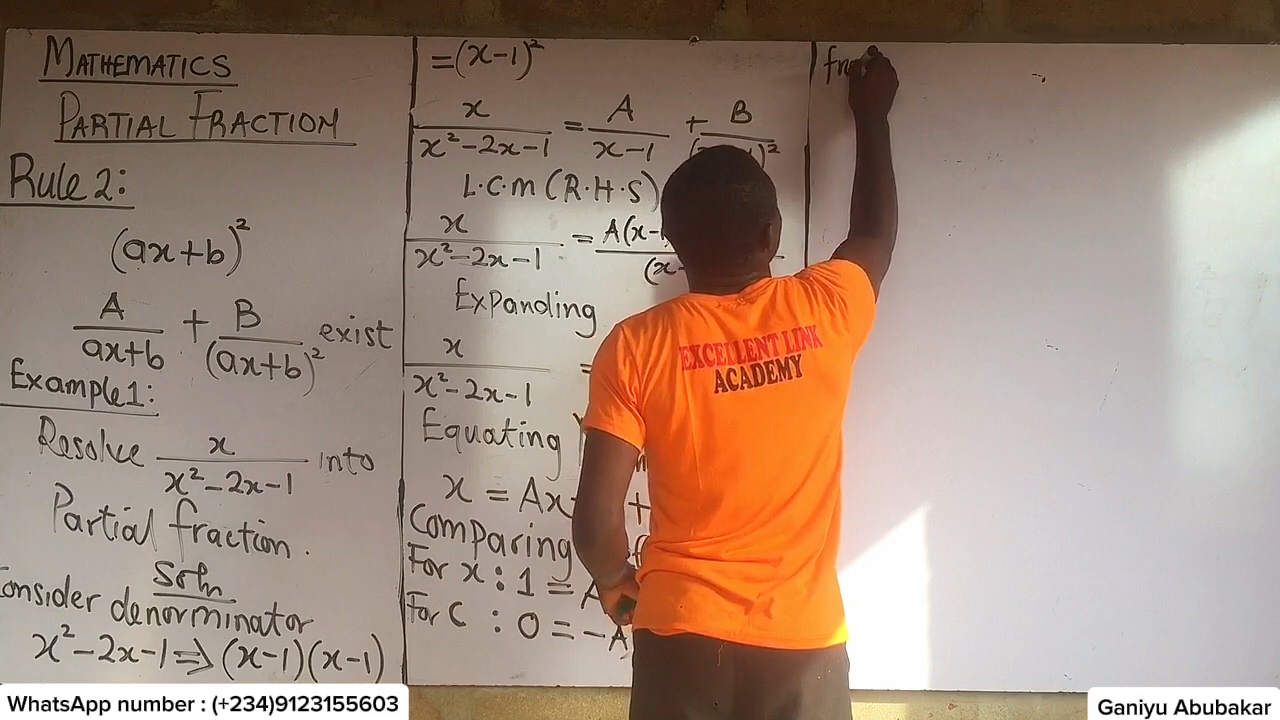 MATHEMATICS
PARTIAL FRACTION
Rule 2:
(ax+b)²
A/(ax+b) + B/(ax+b)² exist
Example 1:
Resolve x/(x²-2x-1) into
Partial fraction.
Soln
Consider denorminator
x²-2x-1 ⇒ (x-1)(x-1)
=(x-1)²
x/(x²-2x-1) = A/(x-1) + B/
L.C.M (R.H.S)
x/(x²-2x-1) = A(x-
Expanding
x/(x²-2x-1) =
Equating
x = Ax
Comparing
For x : 1 = A
For C : 0 = -A
EXCELLENT LINK
ACADEMY
WhatsApp number : (+234)9123155603
Ganiyu Abubakar